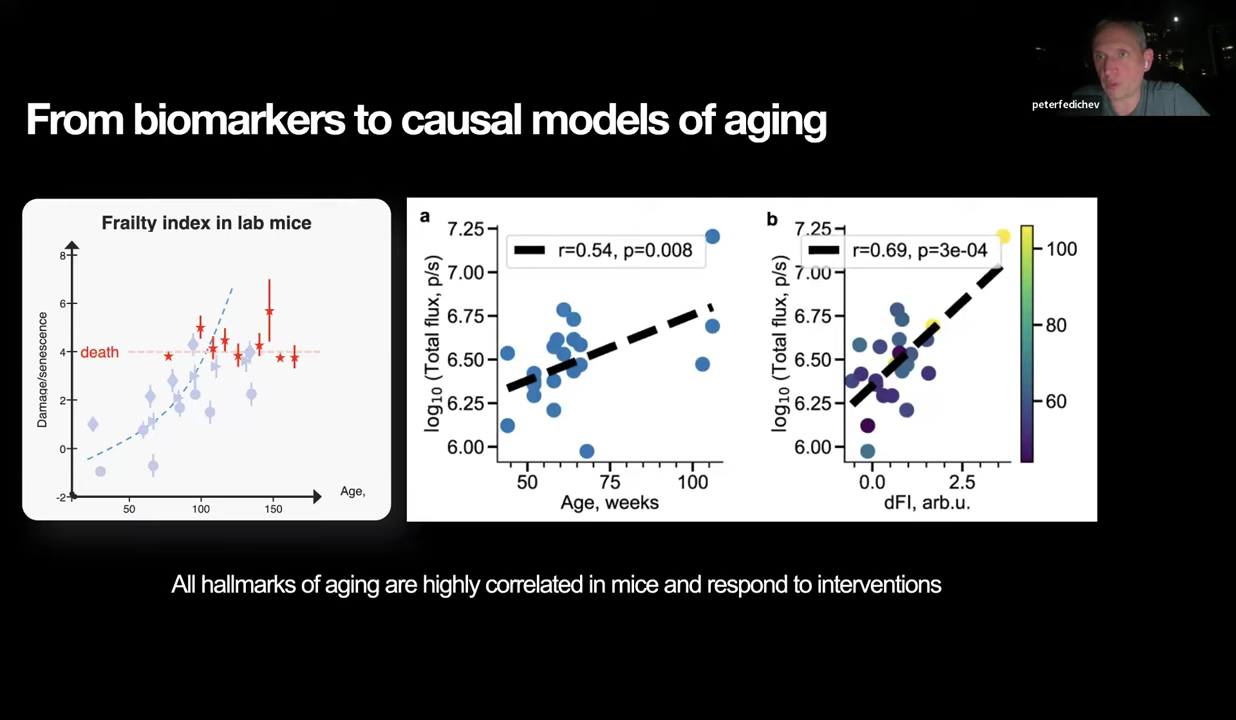 peterfedichev
From biomarkers to causal models of aging
Frailty index in lab mice
Damage/senescence
8
6
4
2
0
-2
death
50
100
150
Age,
a
7.25
7.00
6.75
6.50
6.25
6.00
log10 (Total flux, p/s)
r=0.54, p=0.008
50
75
100
Age, weeks
b
7.25
7.00
6.75
6.50
6.25
6.00
log10 (Total flux, p/s)
r=0.69, p=3e-04
0.0
2.5
dFI, arb.u.
100
80
60
All hallmarks of aging are highly correlated in mice and respond to interventions